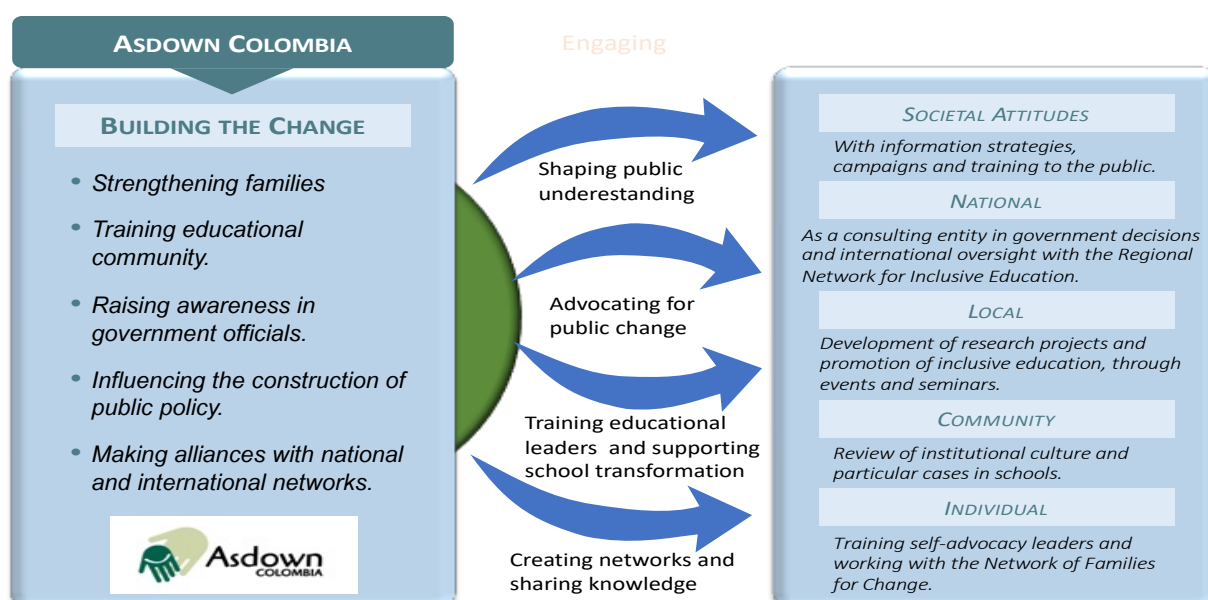 ASDOWN COLOMBIA
BUILDING THE CHANGE
• Strengthening families
• Training educational
community.
• Raising awareness in
government officials.
• Influencing the construction of
public policy.
• Making alliances with national
and international networks.
Asdown
COLOMBIA
Engaging
Shaping public
underestanding
Advocating for
public change
Training educational
leaders and supporting
school transformation
Creating networks and
sharing knowledge
SOCIETAL ATTITUDES
With information strategies,
campaigns and training to the public.
NATIONAL
As a consulting entity in government decisions
and international oversight with the Regional
Network for Inclusive Education.
LOCAL
Development of research projects and
promotion of inclusive education, through
events and seminars.
COMMUNITY
Review of institutional culture and
particular cases in schools.
INDIVIDUAL
Training self-advocacy leaders and
working with the Network of Families
for Change.